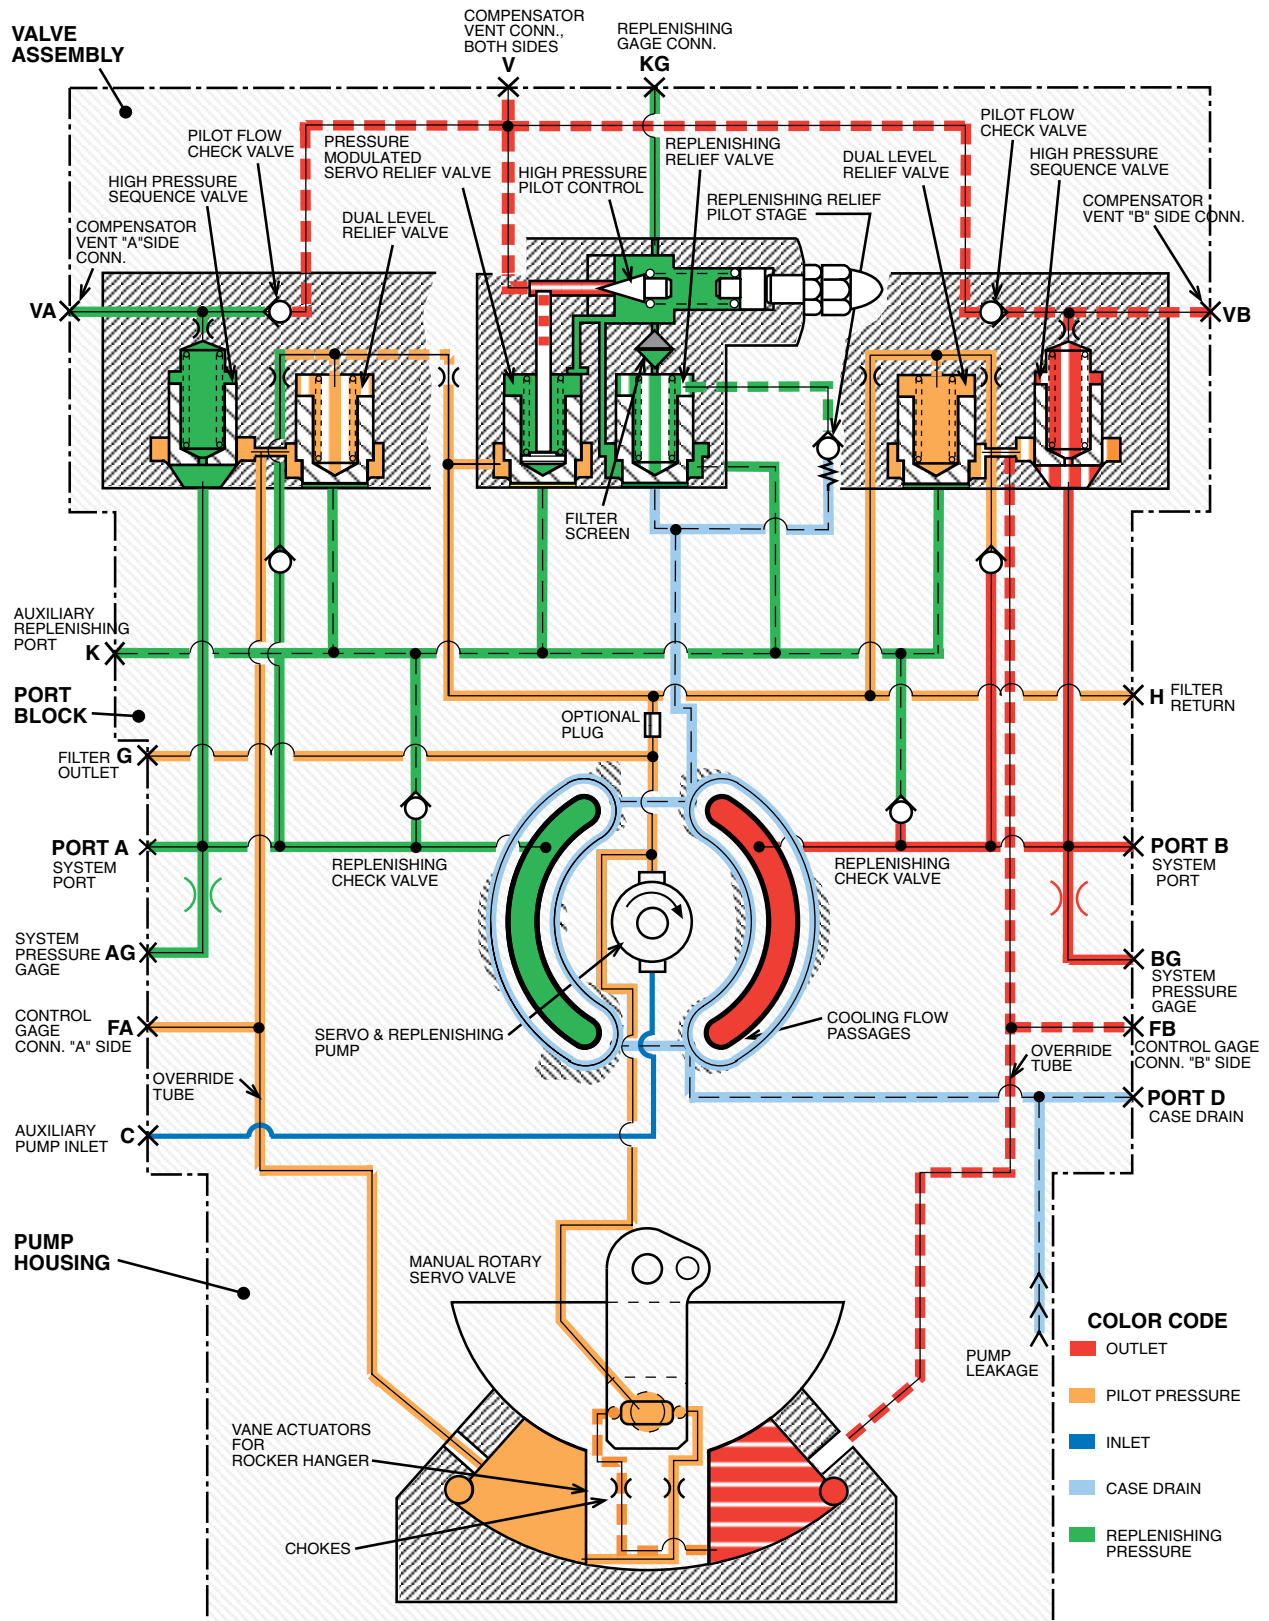 VALVE
ASSEMBLY
COMPENSATOR
VENT CONN.,
BOTH SIDES
V
REPLENISHING
GAGE CONN.
KG
PILOT FLOW
CHECK VALVE
PRESSURE
MODULATED
SERVO RELIEF VALVE
HIGH PRESSURE
PILOT CONTROL
REPLENISHING
RELIEF VALVE
DUAL LEVEL
RELIEF VALVE
PILOT FLOW
CHECK VALVE
HIGH PRESSURE
SEQUENCE VALVE
HIGH PRESSURE
SEQUENCE VALVE
DUAL LEVEL
RELIEF VALVE
REPLENISHING RELIEF
PILOT STAGE
COMPENSATOR
VENT "A"SIDE
CONN.
COMPENSATOR
VENT "B" SIDE CONN.
VA
VB
FILTER
SCREEN
AUXILIARY
REPLENISHING
PORT
K
PORT
BLOCK
OPTIONAL
PLUG
H FILTER
RETURN
FILTER G
OUTLET
PORT A
SYSTEM
PORT
REPLENISHING
CHECK VALVE
REPLENISHING
CHECK VALVE
PORT B
SYSTEM
PORT
SYSTEM
PRESSURE AG
GAGE
BG
SYSTEM
PRESSURE
GAGE
CONTROL
GAGE FA
CONN. "A" SIDE
SERVO & REPLENISHING
PUMP
COOLING FLOW
PASSAGES
FB
CONTROL GAGE
CONN. "B" SIDE
OVERRIDE
TUBE
OVERRIDE
TUBE
PORT D
CASE DRAIN
AUXILIARY
PUMP INLET C
PUMP
HOUSING
MANUAL ROTARY
SERVO VALVE
PUMP
LEAKAGE
COLOR CODE
OUTLET
PILOT PRESSURE
INLET
CASE DRAIN
REPLENISHING
PRESSURE
VANE ACTUATORS
FOR
ROCKER HANGER
CHOKES